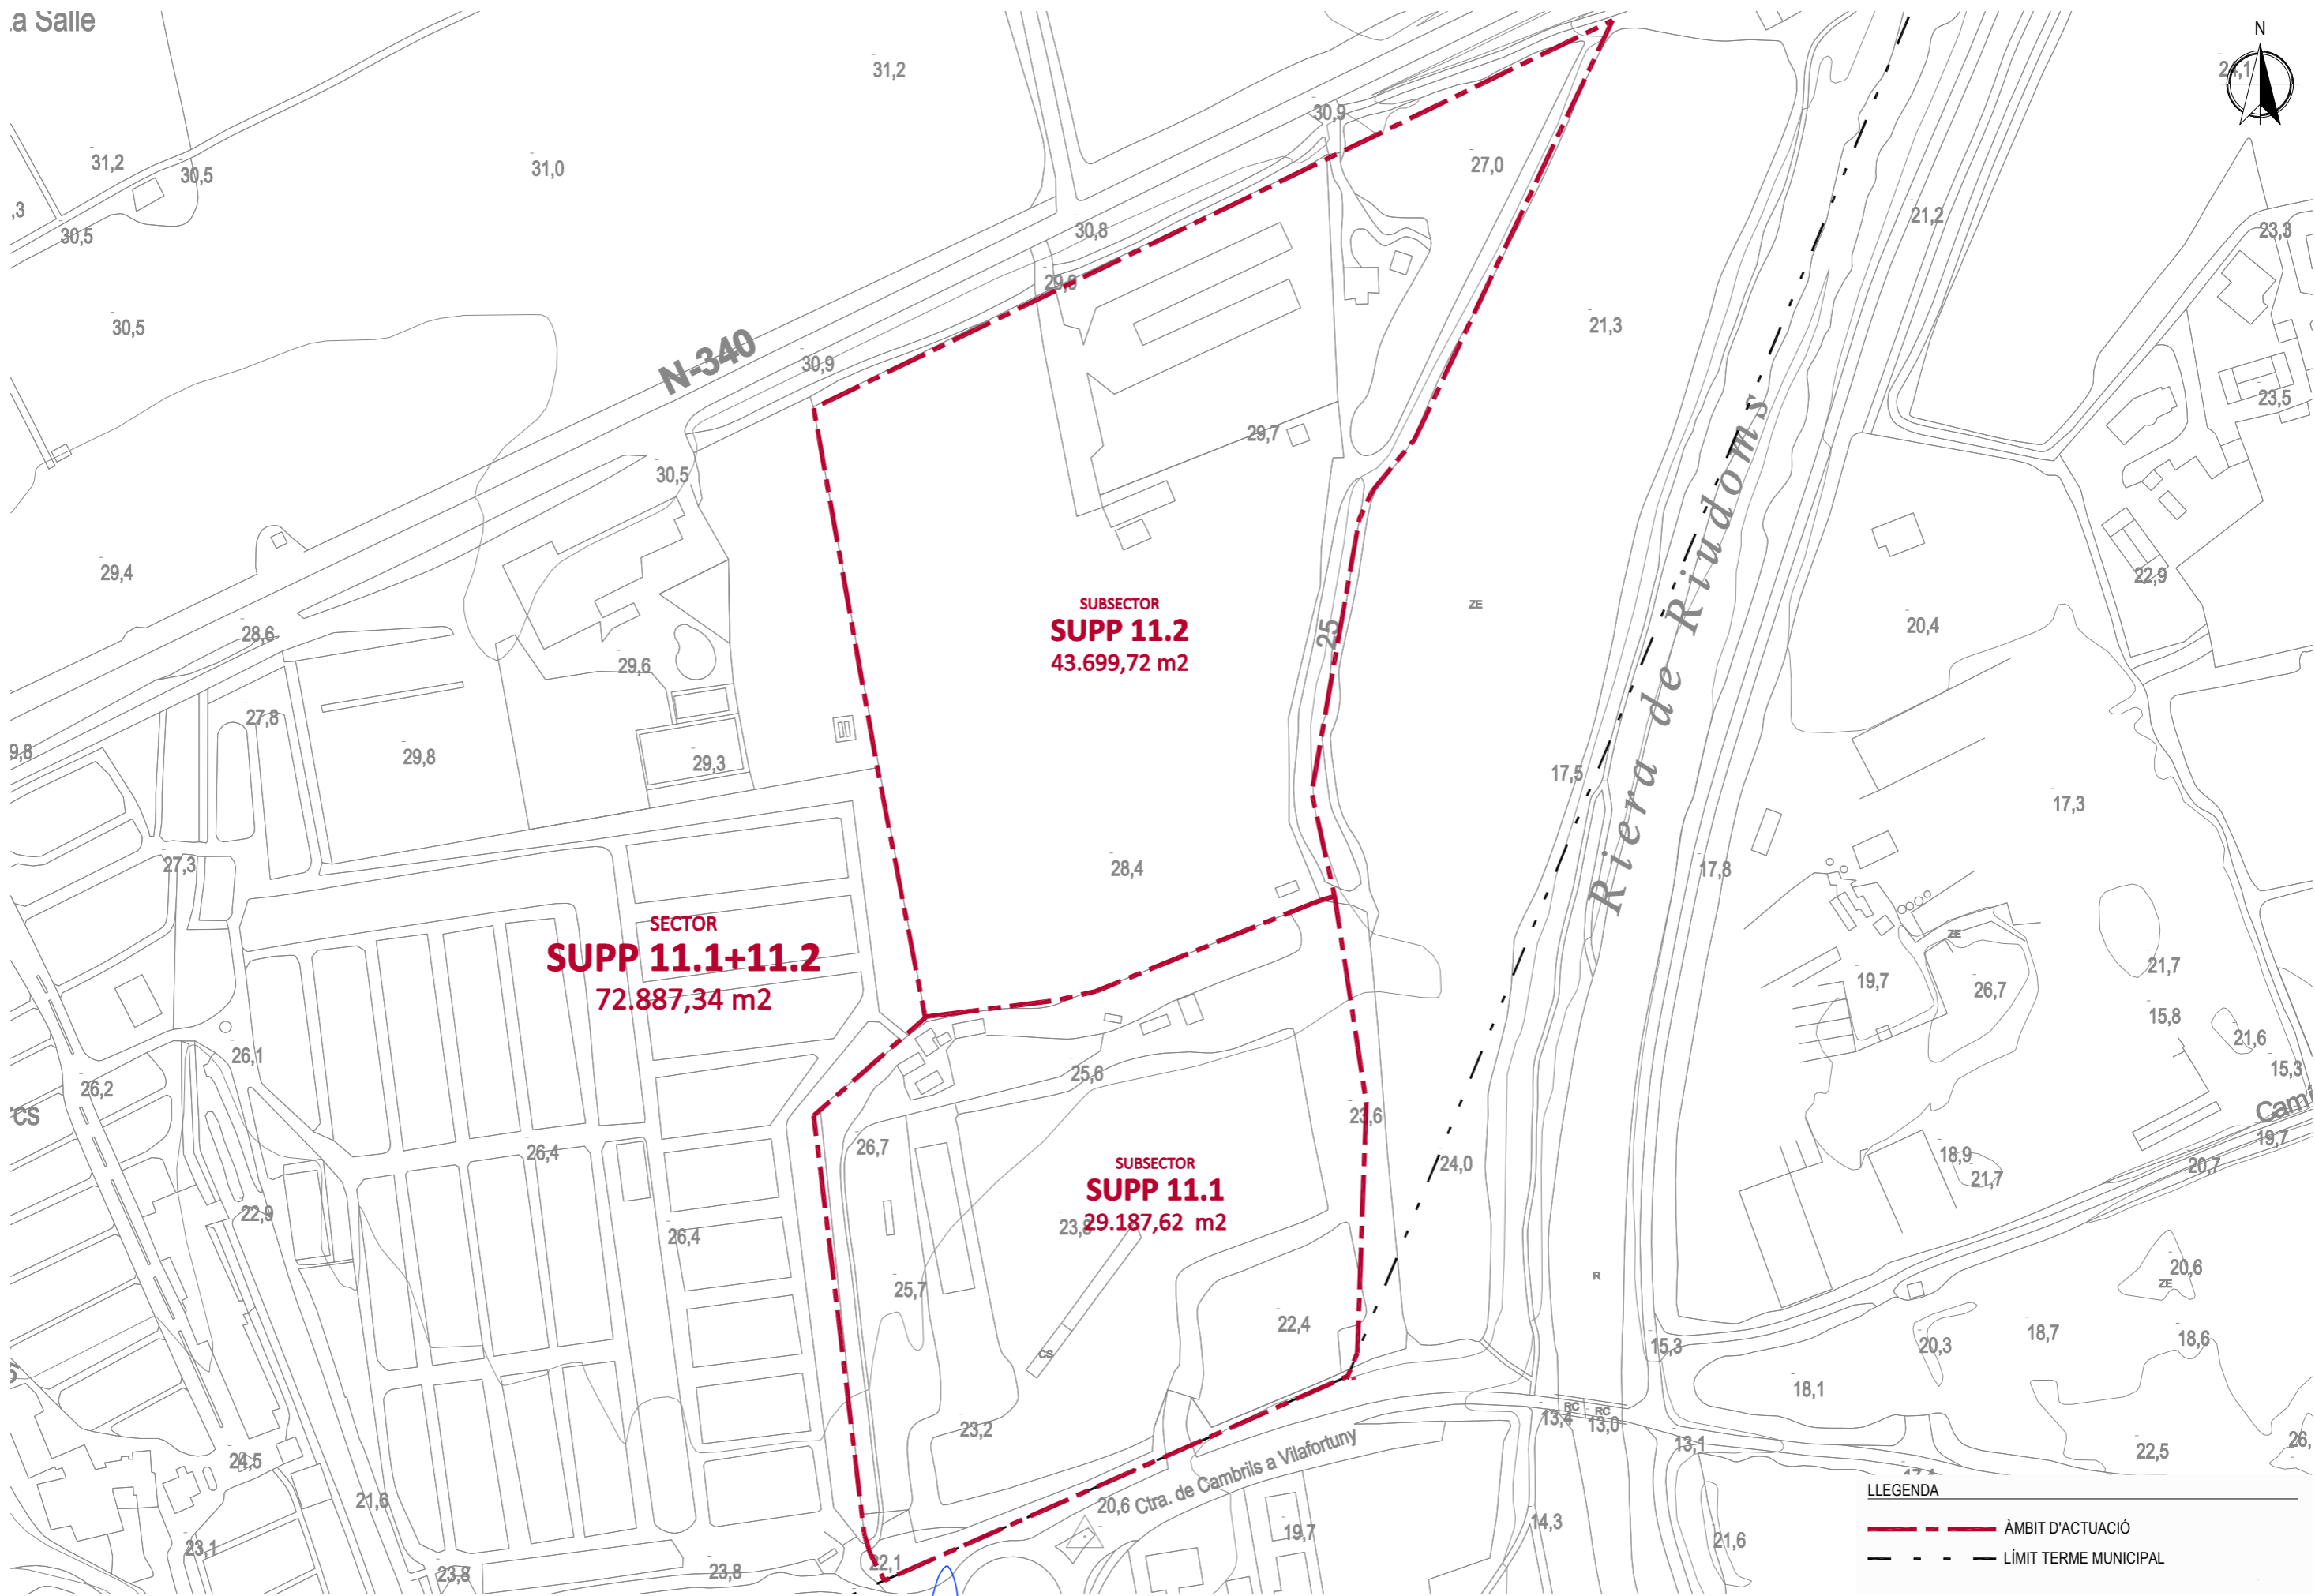 a Salle
N
24,1
31,2
30,9
31,2
30,5
31,0
27,0
,3
30,5
30,8
21,2
23,3
29,9
30,5
N-340
30,9
21,3
23,5
29,7
30,5
29,4
22,9
SUBSECTOR
SUPP 11.2
43.699,72 m2
ZE
25
20,4
28,6
29,6
27,8
9,8
29,8
29,3
17,5
Riera de Riudoms
17,3
27,3
28,4
17,8
SECTOR
SUPP 11.1+11.2
72.887,34 m2
ZE
21,7
19,7
26,7
15,8
21,6
26,1
25,6
15,3
26,2
CS
23,6
Camí
19,7
26,4
26,7
24,0
18,9
20,7
21,7
SUBSECTOR
SUPP 11.1
29.187,62 m2
22,9
26,4
R
20,6
ZE
25,7
22,4
18,7
18,6
15,3
20,3
CS
18,1
RC
RC
13,4
13,0
23,2
13,1
22,5
26,
24,5
Ctra. de Cambrils a Vilafortuny
20,6
21,6
19,7
14,3
21,6
23,1
22,1
23,8
23,8
LLEGENDA
ÀMBIT D'ACTUACIÓ
LÍMIT TERME MUNICIPAL